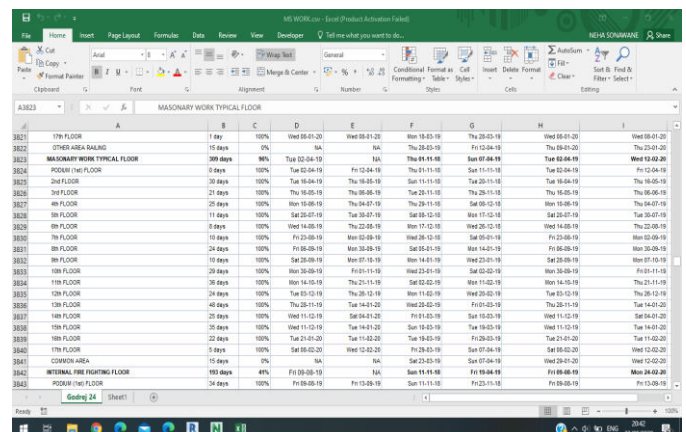 MS WORK.csv - Excel (Product Activation Failed)
File Home Insert Page Layout Formulas Data Review View Developer Tell me what you want to do... NEHA SONAWANE Share
Cut
Copy
Format Painter
Paste
Arial
Wrap Text
Merge & Center
General
Conditional Formatting Format as Table Cell Styles
Insert Delete Format
AutoSum
Fill
Clear
Sort & Filter Find & Select
Clipboard Font Alignment Number Styles Cells Editing
A3823 MASONARY WORK TYPICAL FLOOR
A B C D E F G H I
3821 17th FLOOR 1 day 100% Wed 08-01-20 Wed 08-01-20 Mon 18-03-19 Thu 28-03-19 Wed 08-01-20 Wed 08-01-20
3822 OTHER AREA RAILING 15 days 0% NA NA Thu 28-03-19 Fri 12-04-19 Thu 09-01-20 Thu 23-01-20
3823 MASONARY WORK TYPICAL FLOOR 309 days 96% Tue 02-04-19 NA Thu 01-11-18 Sun 07-04-19 Tue 02-04-19 Wed 12-02-20
3824 PODIUM (1st) FLOOR 0 days 100% Tue 02-04-19 Fri 12-04-19 Thu 01-11-18 Sun 11-11-18 Tue 02-04-19 Fri 12-04-19
3825 2nd FLOOR 30 days 100% Tue 16-04-19 Thu 16-05-19 Sun 11-11-18 Tue 20-11-18 Tue 16-04-19 Thu 16-05-19
3826 3rd FLOOR 21 days 100% Thu 16-05-19 Thu 06-06-19 Tue 20-11-18 Thu 29-11-18 Thu 16-05-19 Thu 06-06-19
3827 4th FLOOR 25 days 100% Mon 10-06-19 Thu 04-07-19 Thu 29-11-18 Sat 08-12-18 Mon 10-06-19 Thu 04-07-19
3828 5th FLOOR 11 days 100% Sat 20-07-19 Tue 30-07-19 Sat 08-12-18 Mon 17-12-18 Sat 20-07-19 Tue 30-07-19
3829 6th FLOOR 8 days 100% Wed 14-08-19 Thu 22-08-19 Mon 17-12-18 Wed 26-12-18 Wed 14-08-19 Thu 22-08-19
3830 7th FLOOR 10 days 100% Fri 23-08-19 Mon 02-09-19 Wed 26-12-18 Sat 05-01-19 Fri 23-08-19 Mon 02-09-19
3831 8th FLOOR 24 days 100% Fri 06-09-19 Mon 30-09-19 Sat 05-01-19 Mon 14-01-19 Fri 06-09-19 Mon 30-09-19
3832 9th FLOOR 10 days 100% Sat 28-09-19 Mon 07-10-19 Mon 14-01-19 Wed 23-01-19 Sat 28-09-19 Mon 07-10-19
3833 10th FLOOR 29 days 100% Mon 30-09-19 Fri 01-11-19 Wed 23-01-19 Sat 02-02-19 Mon 30-09-19 Fri 01-11-19
3834 11th FLOOR 36 days 100% Mon 14-10-19 Thu 21-11-19 Sat 02-02-19 Mon 11-02-19 Mon 14-10-19 Thu 21-11-19
3835 12th FLOOR 24 days 100% Tue 03-12-19 Thu 26-12-19 Mon 11-02-19 Wed 20-02-19 Tue 03-12-19 Thu 26-12-19
3836 13th FLOOR 48 days 100% Thu 28-11-19 Tue 14-01-20 Wed 20-02-19 Fri 01-03-19 Thu 28-11-19 Tue 14-01-20
3837 14th FLOOR 25 days 100% Wed 11-12-19 Sat 04-01-20 Fri 01-03-19 Sun 10-03-19 Wed 11-12-19 Sat 04-01-20
3838 15th FLOOR 35 days 100% Wed 11-12-19 Tue 14-01-20 Sun 10-03-19 Tue 19-03-19 Wed 11-12-19 Tue 14-01-20
3839 16th FLOOR 22 days 100% Tue 21-01-20 Tue 11-02-20 Tue 19-03-19 Fri 29-03-19 Tue 21-01-20 Tue 11-02-20
3840 17th FLOOR 5 days 100% Sat 08-02-20 Wed 12-02-20 Fri 29-03-19 Sun 07-04-19 Sat 08-02-20 Wed 12-02-20
3841 COMMON AREA 15 days 0% NA NA Sat 23-03-19 Sun 07-04-19 Wed 29-01-20 Wed 12-02-20
3842 INTERNAL FIRE FIGHTING FLOOR 193 days 41% Fri 09-08-19 NA Sun 11-11-18 Fri 19-04-19 Fri 09-08-19 Mon 24-02-20
3843 PODIUM (1st) FLOOR 34 days 100% Fri 09-08-19 Fri 13-09-19 Sun 11-11-18 Fri 23-11-18 Fri 09-08-19 Fri 13-09-19
Godrej 24 Sheet1
Ready 100%
ENG 20:42